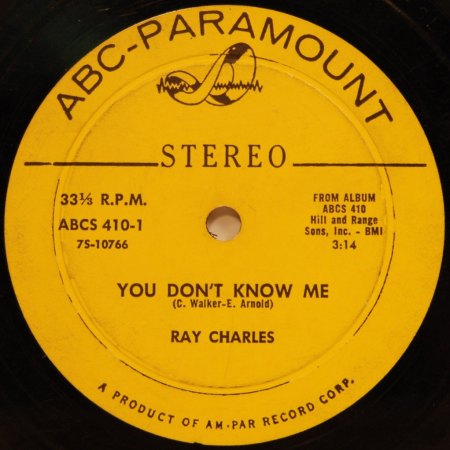 ABC-PARAMOUNT
STEREO
33⅓ R.P.M.
ABCS 410-1
7S-10766
FROM ALBUM
ABCS 410
Hill and Range
Sons, Inc. - BMI
3:14
YOU DON'T KNOW ME
(C. Walker-E. Arnold)
RAY CHARLES
A PRODUCT OF AM-PAR RECORD CORP.